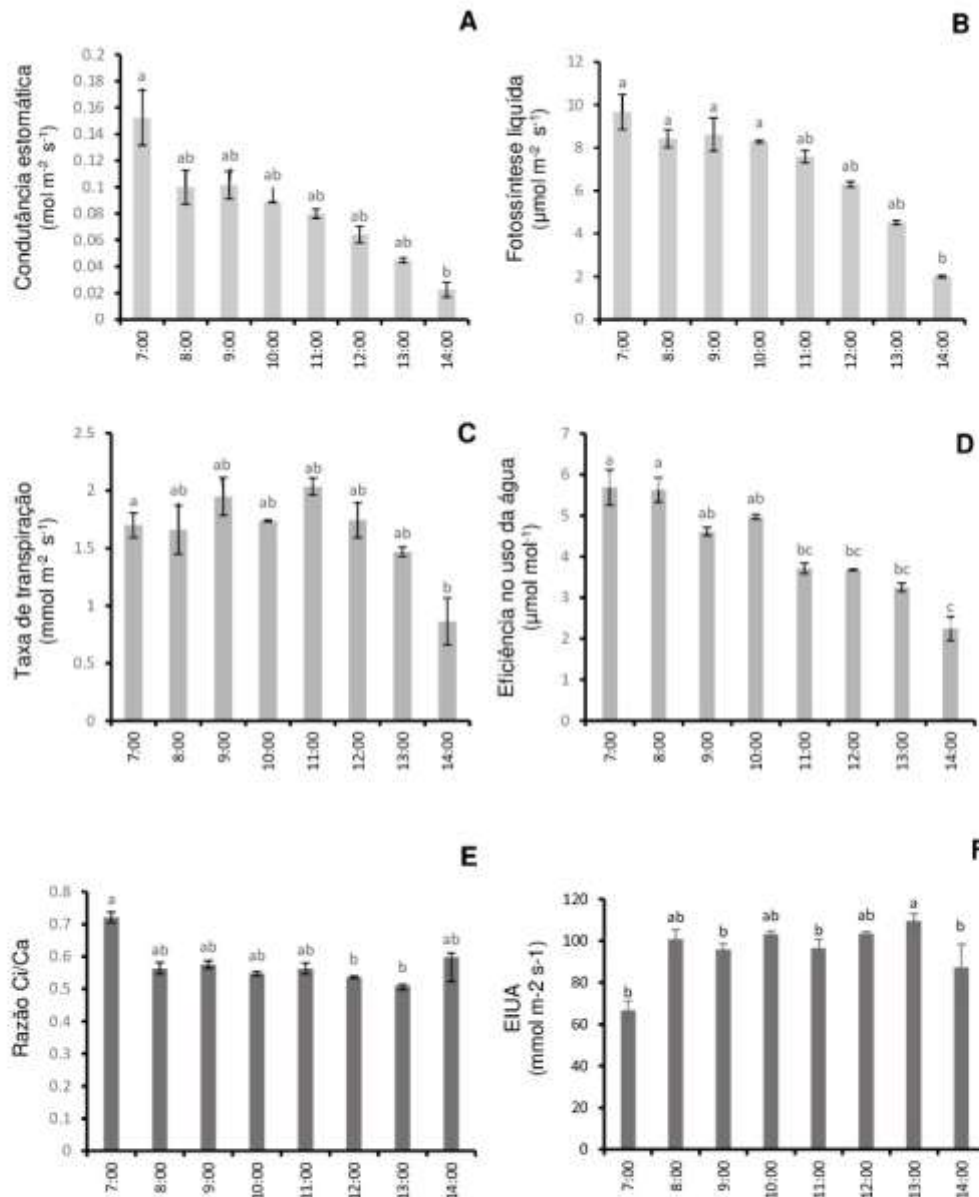 A
Condutância estomática
(mol m-2 s-1)
0.2
0.18
0.16
0.14
0.12
0.1
0.08
0.06
0.04
0.02
0
a
ab
ab
ab
ab
ab
ab
b
7:00
8:00
9:00
10:00
11:00
12:00
13:00
14:00
B
Fotossíntese liquída
(µmol m-2 s-1)
12
10
8
6
4
2
0
a
a
a
a
ab
ab
ab
b
7:00
8:00
9:00
10:00
11:00
12:00
13:00
14:00
C
Taxa de transpiração
(mmol m-2 s-1)
2.5
2
1.5
1
0.5
0
a
ab
ab
ab
ab
ab
ab
b
7:00
8:00
9:00
10:00
11:00
12:00
13:00
14:00
D
Eficiência no uso da água
(µmol mol-1)
7
6
5
4
3
2
1
0
a
a
ab
ab
bc
bc
bc
c
7:00
8:00
9:00
10:00
11:00
12:00
13:00
14:00
E
Razão Ci/Ca
0.8
0.7
0.6
0.5
0.4
0.3
0.2
0.1
0
a
ab
ab
ab
ab
b
b
ab
7:00
8:00
9:00
10:00
11:00
12:00
13:00
14:00
F
EIUA
(mmol m-2 s-1)
120
100
80
60
40
20
0
b
ab
b
ab
b
ab
a
b
7:00
8:00
9:00
10:00
11:00
12:00
13:00
14:00